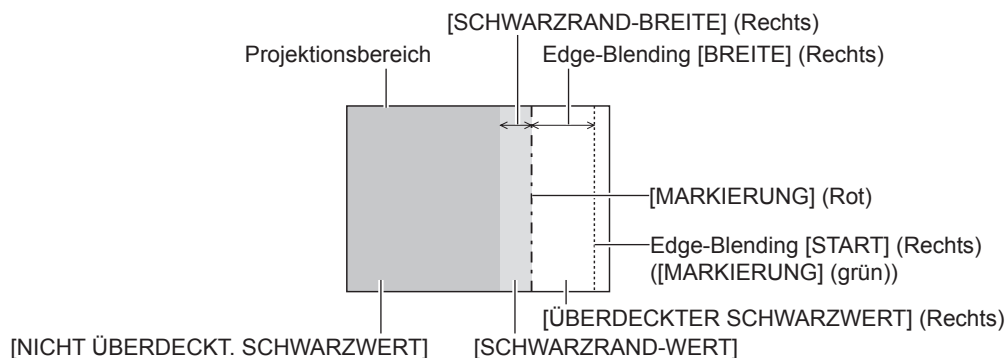 [SCHWARZRAND-BREITE] (Rechts)
Projektionsbereich
Edge-Blending [BREITE] (Rechts)
[MARKIERUNG] (Rot)
Edge-Blending [START] (Rechts)
([MARKIERUNG] (grün))
[ÜBERDECKTER SCHWARZWERT] (Rechts)
[NICHT ÜBERDECKT. SCHWARZWERT]
[SCHWARZRAND-WERT]